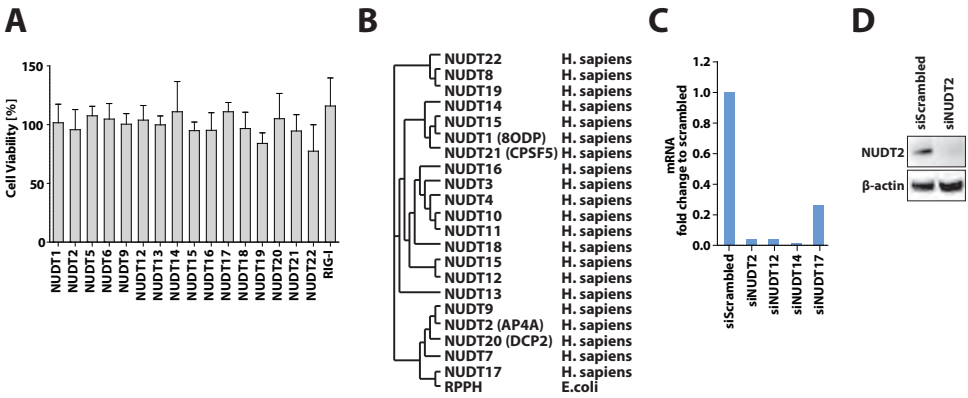 A
Cell Viability [%]
150
100
50
0
NUDT1
NUDT2
NUDT5
NUDT6
NUDT9
NUDT12
NUDT13
NUDT14
NUDT15
NUDT16
NUDT17
NUDT18
NUDT19
NUDT20
NUDT21
NUDT22
RIG-I
B
NUDT22 H. sapiens
NUDT8 H. sapiens
NUDT19 H. sapiens
NUDT14 H. sapiens
NUDT15 H. sapiens
NUDT1 (8ODP) H. sapiens
NUDT21 (CPSF5) H. sapiens
NUDT16 H. sapiens
NUDT3 H. sapiens
NUDT4 H. sapiens
NUDT10 H. sapiens
NUDT11 H. sapiens
NUDT18 H. sapiens
NUDT15 H. sapiens
NUDT12 H. sapiens
NUDT13 H. sapiens
NUDT9 H. sapiens
NUDT2 (AP4A) H. sapiens
NUDT20 (DCP2) H. sapiens
NUDT7 H. sapiens
NUDT17 H. sapiens
RPPH E.coli
C
mRNA
fold change to scrambled
1.2
1.0
0.8
0.6
0.4
0.2
0.0
siScrambled
siNUDT2
siNUDT12
siNUDT14
siNUDT17
D
siScrambled
siNUDT2
NUDT2
β-actin